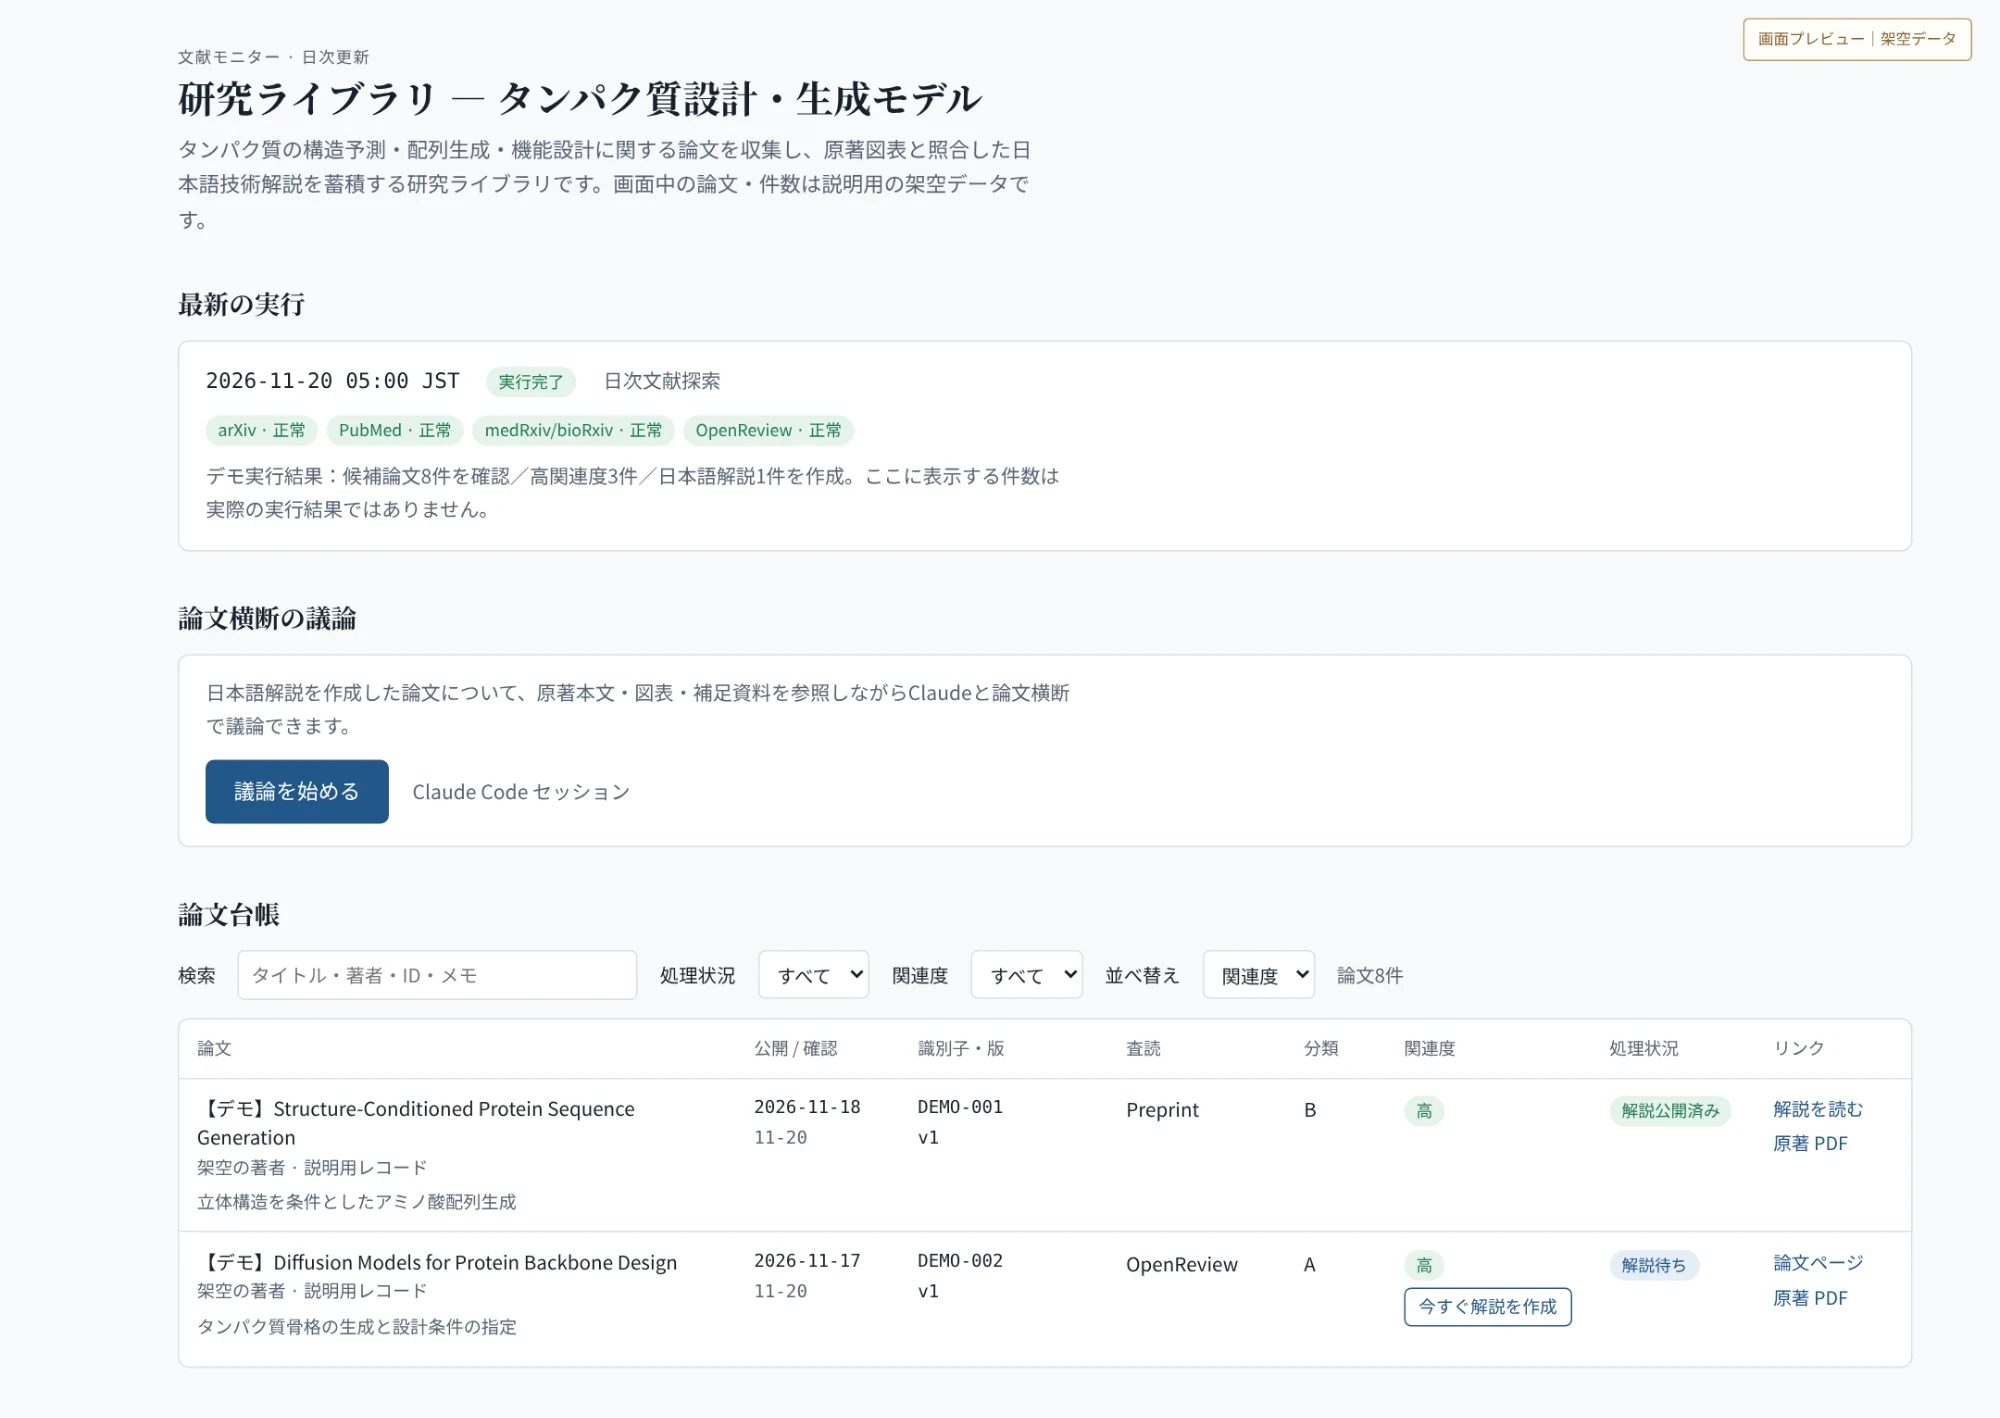 画面プレビュー｜架空データ
文献モニター · 日次更新
研究ライブラリ — タンパク質設計・生成モデル
タンパク質の構造予測・配列生成・機能設計に関する論文を収集し、原著図表と照合した日
本語技術解説を蓄積する研究ライブラリです。画面中の論文・件数は説明用の架空データで
す。
最新の実行
2026-11-20 05:00 JST 実行完了 日次文献探索
arXiv · 正常 PubMed · 正常 medRxiv/bioRxiv · 正常 OpenReview · 正常
デモ実行結果：候補論文8件を確認／高関連度3件／日本語解説1件を作成。ここに表示する件数は
実際の実行結果ではありません。
論文横断の議論
日本語解説を作成した論文について、原著本文・図表・補足資料を参照しながらClaudeと論文横断
で議論できます。
議論を始める Claude Code セッション
論文台帳
検索 タイトル・著者・ID・メモ 処理状況 すべて 関連度 すべて 並べ替え 関連度 論文8件
論文 公開 / 確認 識別子・版 査読 分類 関連度 処理状況 リンク
【デモ】Structure-Conditioned Protein Sequence
Generation
架空の著者 · 説明用レコード
立体構造を条件としたアミノ酸配列生成
2026-11-18
11-20
DEMO-001
v1
Preprint
B
高
解説公開済み
解説を読む
原著 PDF
【デモ】Diffusion Models for Protein Backbone Design
架空の著者 · 説明用レコード
タンパク質骨格の生成と設計条件の指定
2026-11-17
11-20
DEMO-002
v1
OpenReview
A
高
今すぐ解説を作成
解説待ち
論文ページ
原著 PDF